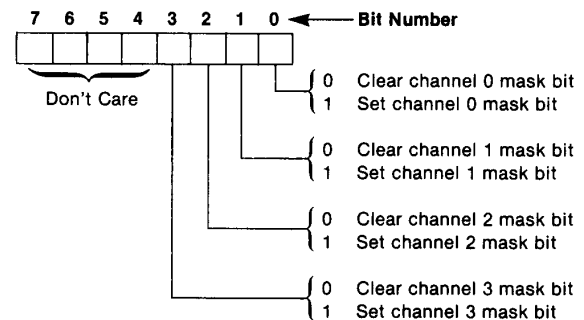 7 6 5 4 3 2 1 0 Bit Number
Don't Care
0 Clear channel 0 mask bit
1 Set channel 0 mask bit
0 Clear channel 1 mask bit
1 Set channel 1 mask bit
0 Clear channel 2 mask bit
1 Set channel 2 mask bit
0 Clear channel 3 mask bit
1 Set channel 3 mask bit